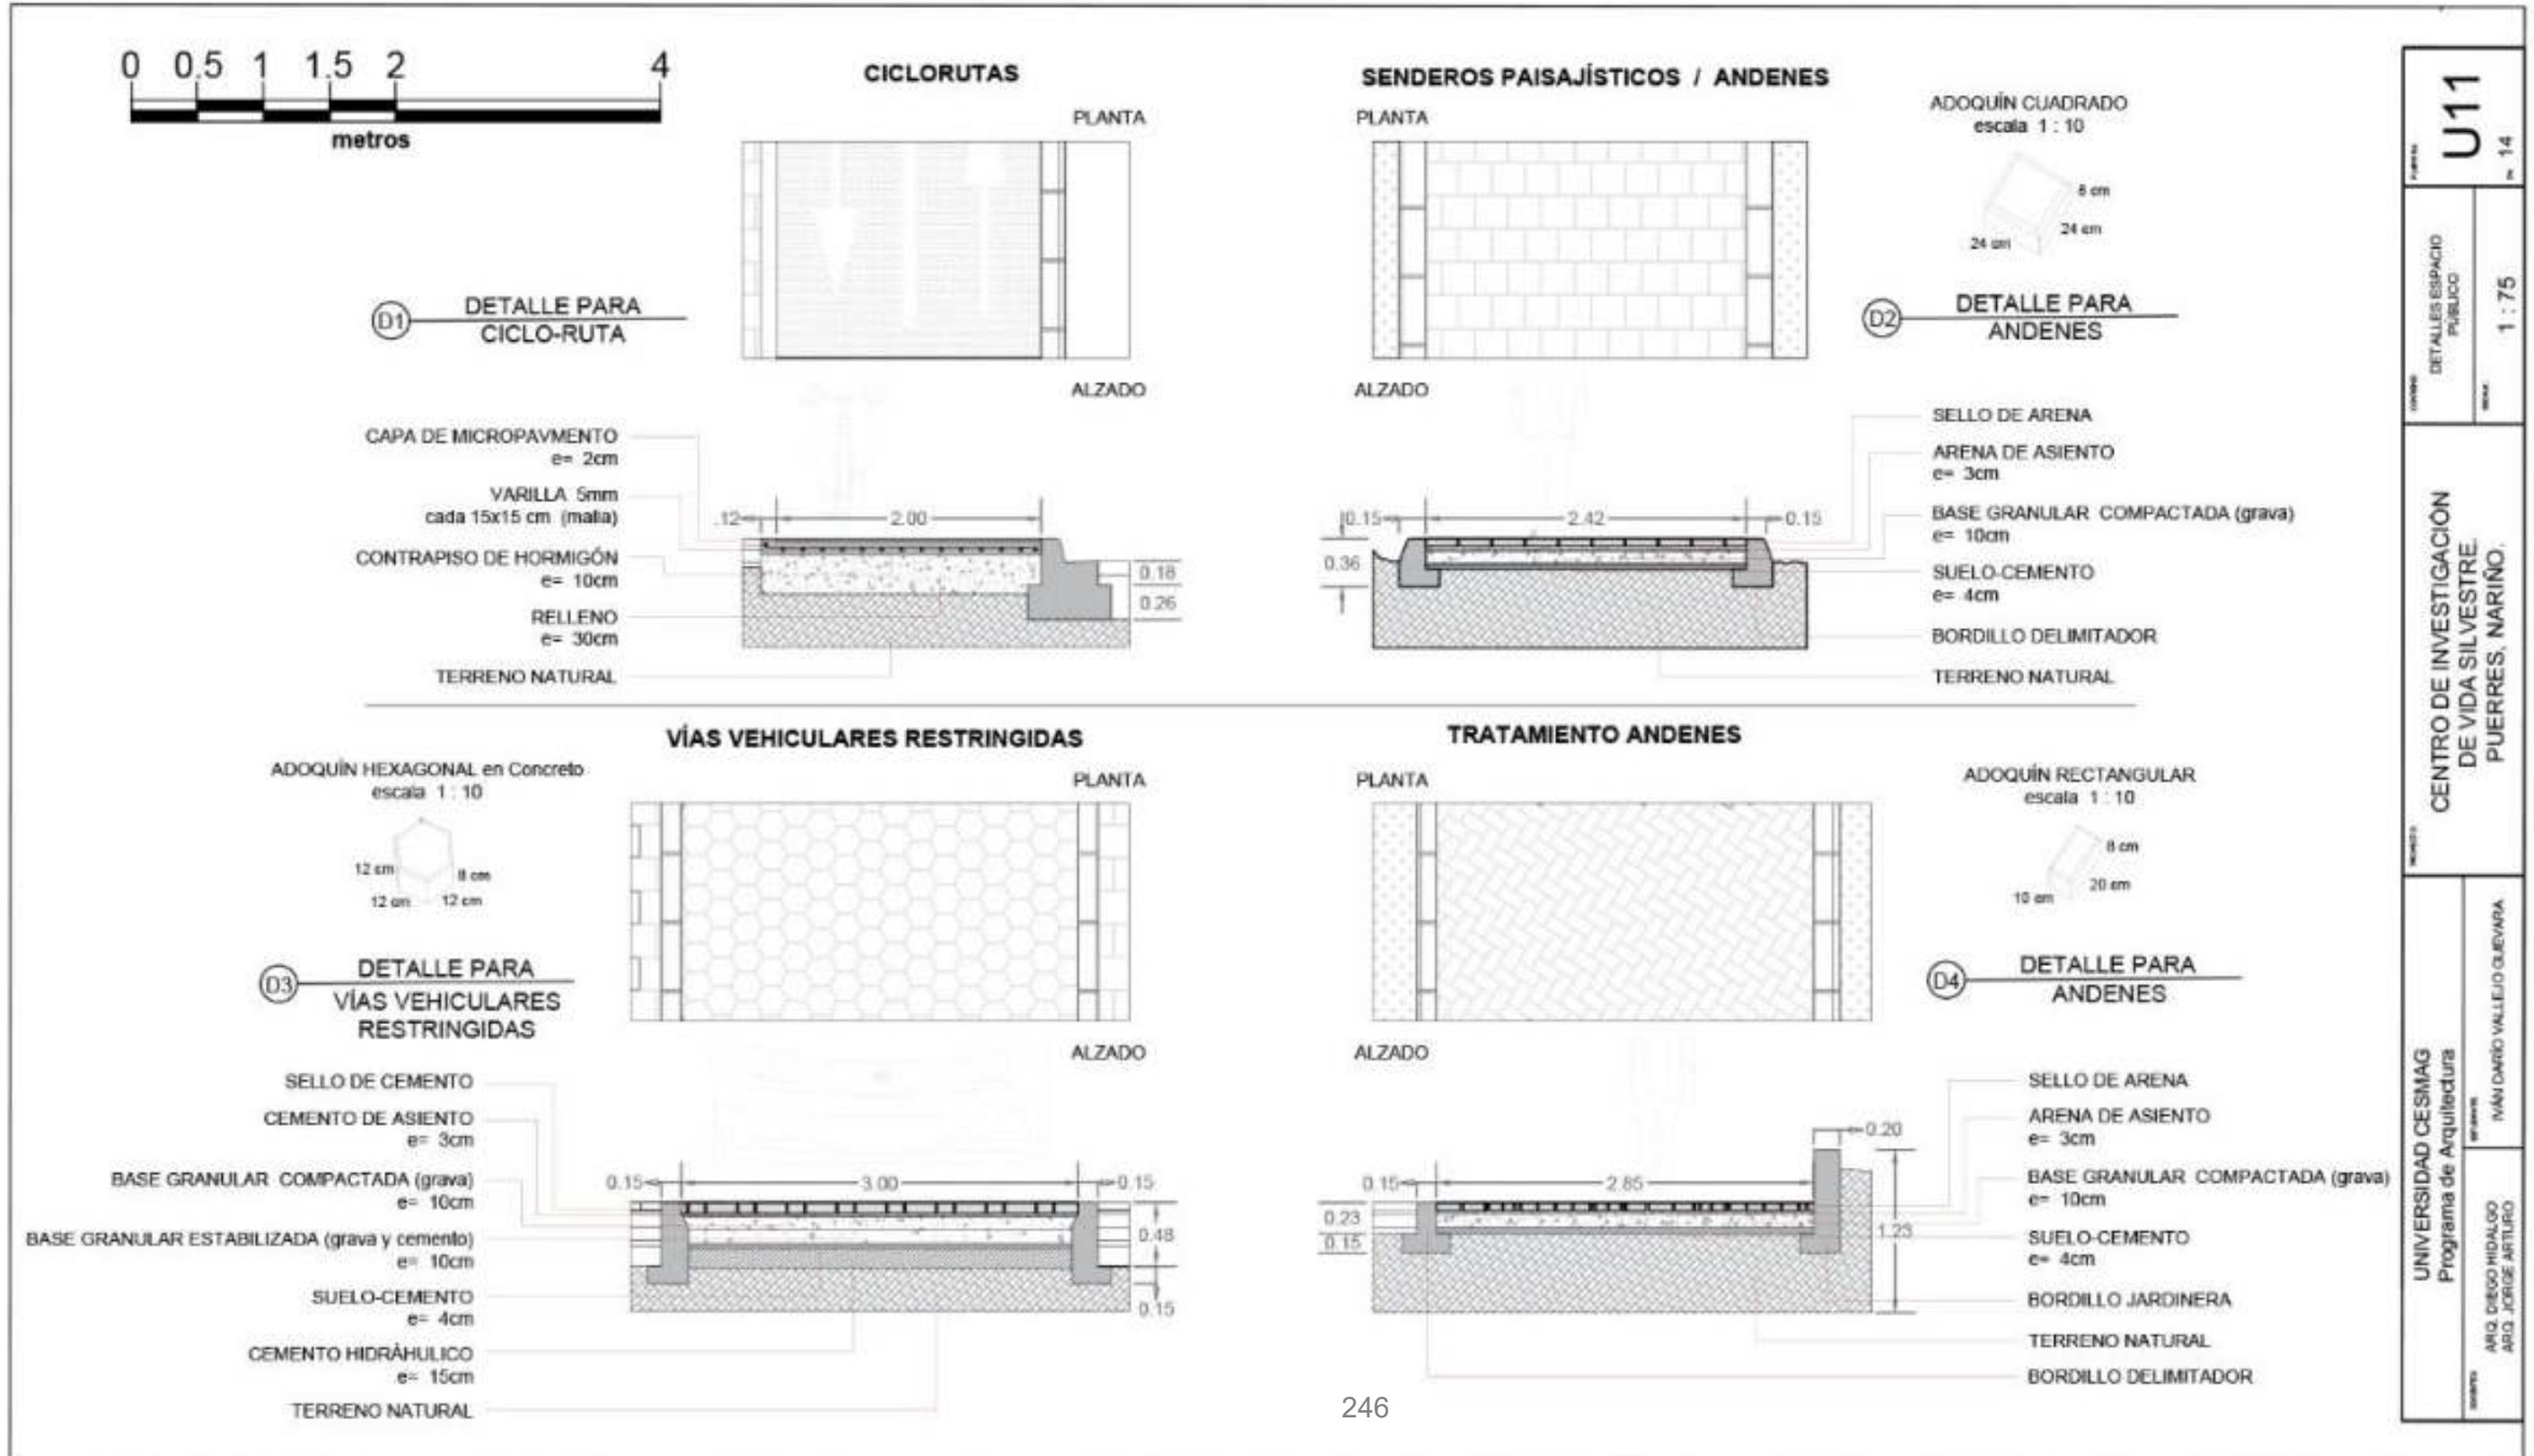 0 0.5 1 1.5 2 4
metros
CICLORUTAS
PLANTA
D1
DETALLE PARA
CICLO-RUTA
ALZADO
CAPA DE MICROPAVMENTO
e= 2cm
VARILLA 5mm
cada 15x15 cm (malla)
CONTRAPISO DE HORMIGÓN
e= 10cm
RELLENO
e= 30cm
TERRENO NATURAL
.12
2.00
0.18
0.26
SENDEROS PAISAJÍSTICOS / ANDENES
PLANTA
ADOQUÍN CUADRADO
escala 1 : 10
24 cm
24 cm
D2
DETALLE PARA
ANDENES
ALZADO
SELLO DE ARENA
ARENA DE ASIENTO
e= 3cm
BASE GRANULAR COMPACTADA (grava)
e= 10cm
SUELO-CEMENTO
e= 4cm
BORDILLO DELIMITADOR
TERRENO NATURAL
0.15
2.42
0.15
0.36
VÍAS VEHICULARES RESTRINGIDAS
ADOQUÍN HEXAGONAL en Concreto
escala 1 : 10
PLANTA
12 cm
8 cm
12 cm
12 cm
D3
DETALLE PARA
VÍAS VEHICULARES
RESTRINGIDAS
ALZADO
SELLO DE CEMENTO
CEMENTO DE ASIENTO
e= 3cm
BASE GRANULAR COMPACTADA (grava)
e= 10cm
BASE GRANULAR ESTABILIZADA (grava y cemento)
e= 10cm
SUELO-CEMENTO
e= 4cm
CEMENTO HIDRÁHULICO
e= 15cm
TERRENO NATURAL
0.15
3.00
0.15
0.48
0.15
TRATAMIENTO ANDENES
PLANTA
ADOQUÍN RECTANGULAR
escala 1 : 10
8 cm
20 cm
10 cm
D4
DETALLE PARA
ANDENES
ALZADO
SELLO DE ARENA
ARENA DE ASIENTO
e= 3cm
BASE GRANULAR COMPACTADA (grava)
e= 10cm
SUELO-CEMENTO
e= 4cm
BORDILLO JARDINERA
TERRENO NATURAL
BORDILLO DELIMITADOR
0.20
0.15
2.85
0.23
0.15
1.23
246
U11
14
DETALLES ESPACIO
PÚBLICO
1 : 75
CENTRO DE INVESTIGACIÓN
DE VIDA SILVESTRE.
PUERRES, NARIÑO.
UNIVERSIDAD CESMAG
Programa de Arquitectura
IVÁN DARÍO VALLEJO GUEVARA
ARQ. DIEGO HIDALGO
ARQ. JORGE ARTURO